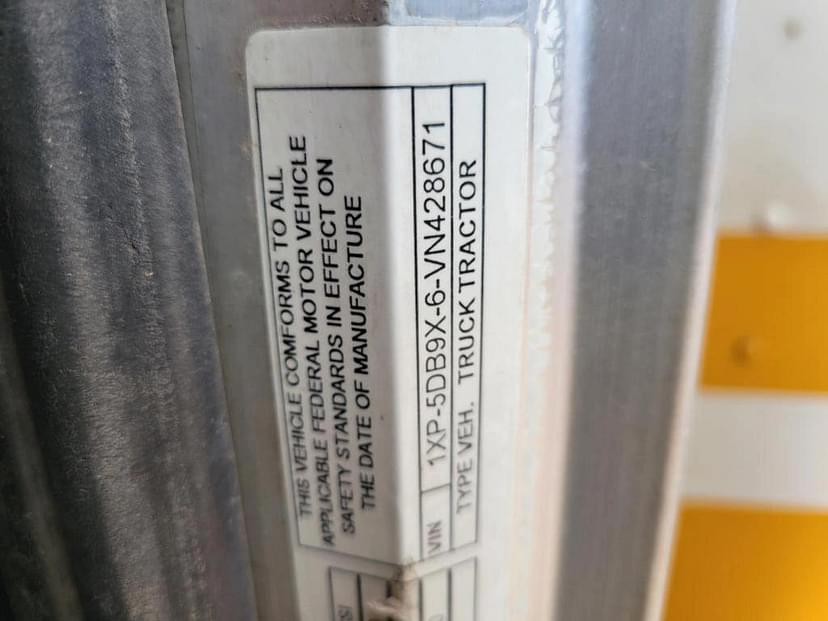 THIS VEHICLE COMFORMS TO ALL
APPLICABLE FEDERAL MOTOR VEHICLE
SAFETY STANDARDS IN EFFECT ON
THE DATE OF MANUFACTURE
VIN 1XP-5DB9X-6-VN428671
TYPE VEH. TRUCK TRACTOR